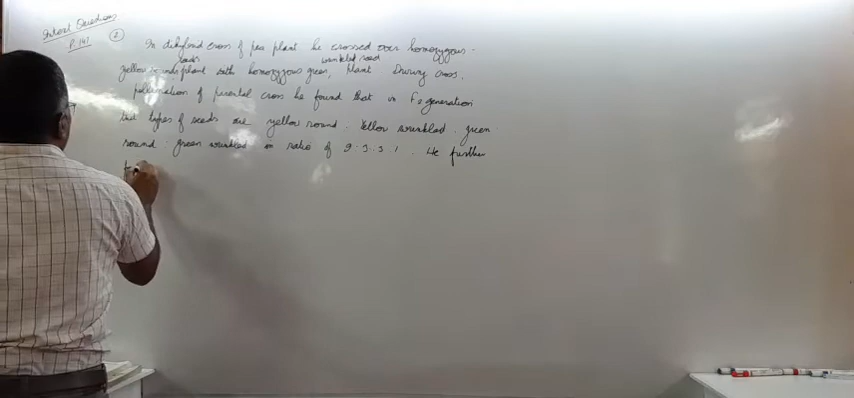 Intext Questions
P. 141
② In dihybrid cross of pea plant he crossed over homozygous
seeds wrinkled seed
yellow round plant with homozygous green, plant During cross,
pollination of parental cross he found that in F2 generation
that types of seeds are yellow round. Yellow wrinkled. green
round. green wrinkled in ratio of 9:3:3:1. He further